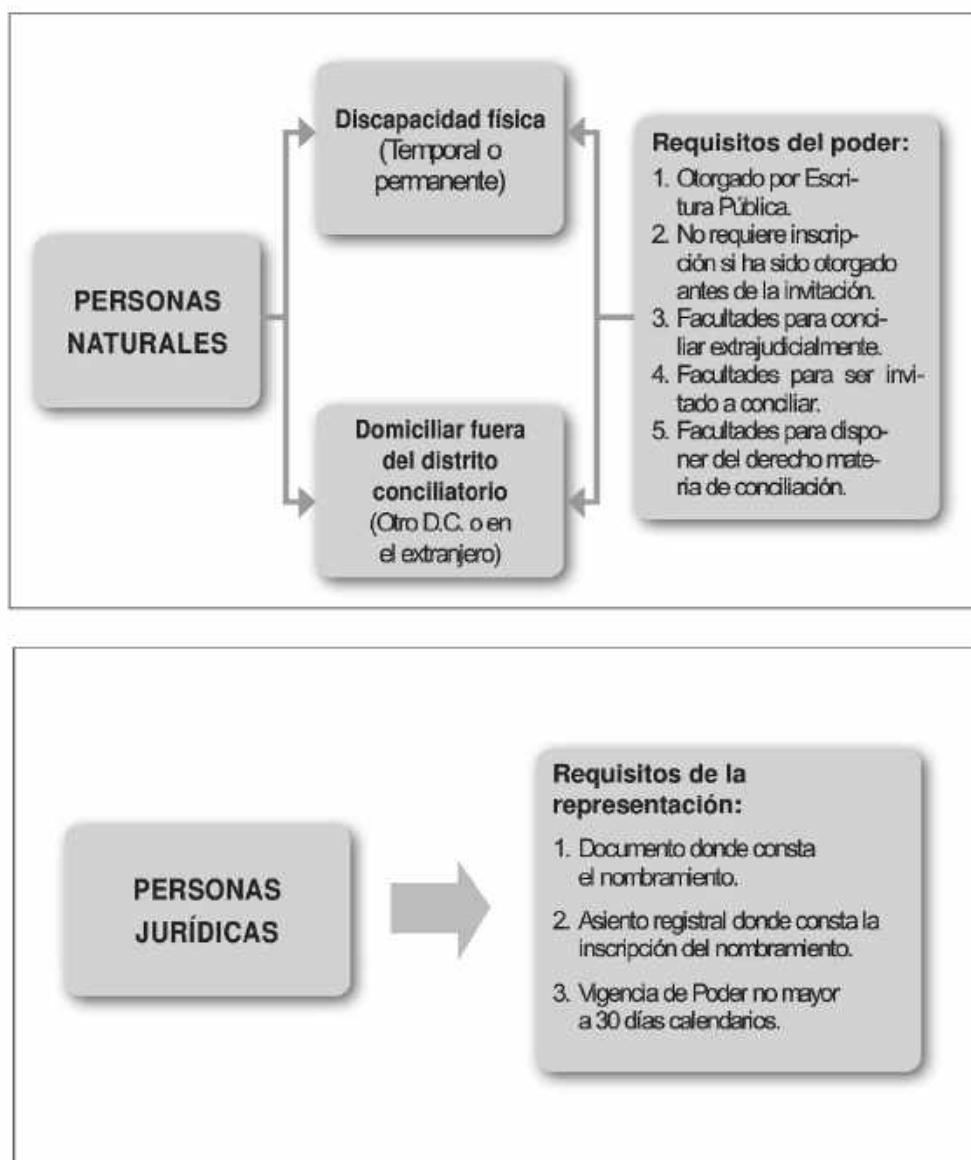 PERSONAS
NATURALES
Discapacidad física
(Temporal o
permanente)
Domiciliar fuera
del distrito
conciliatorio
(Otro D.C. o en
el extranjero)
Requisitos del poder:
1. Otorgado por Escri-
tura Pública.
2. No requiere inscrip-
ción si ha sido otorgado
antes de la invitación.
3. Facultades para conci-
liar extrajudicialmente.
4. Facultades para ser invi-
tado a conciliar.
5. Facultades para dispo-
ner del derecho mate-
ria de conciliación.
PERSONAS
JURÍDICAS
Requisitos de la
representación:
1. Documento donde consta
el nombramiento.
2. Asiento registral donde consta la
inscripción del nombramiento.
3. Vigencia de Poder no mayor
a 30 días calendarios.